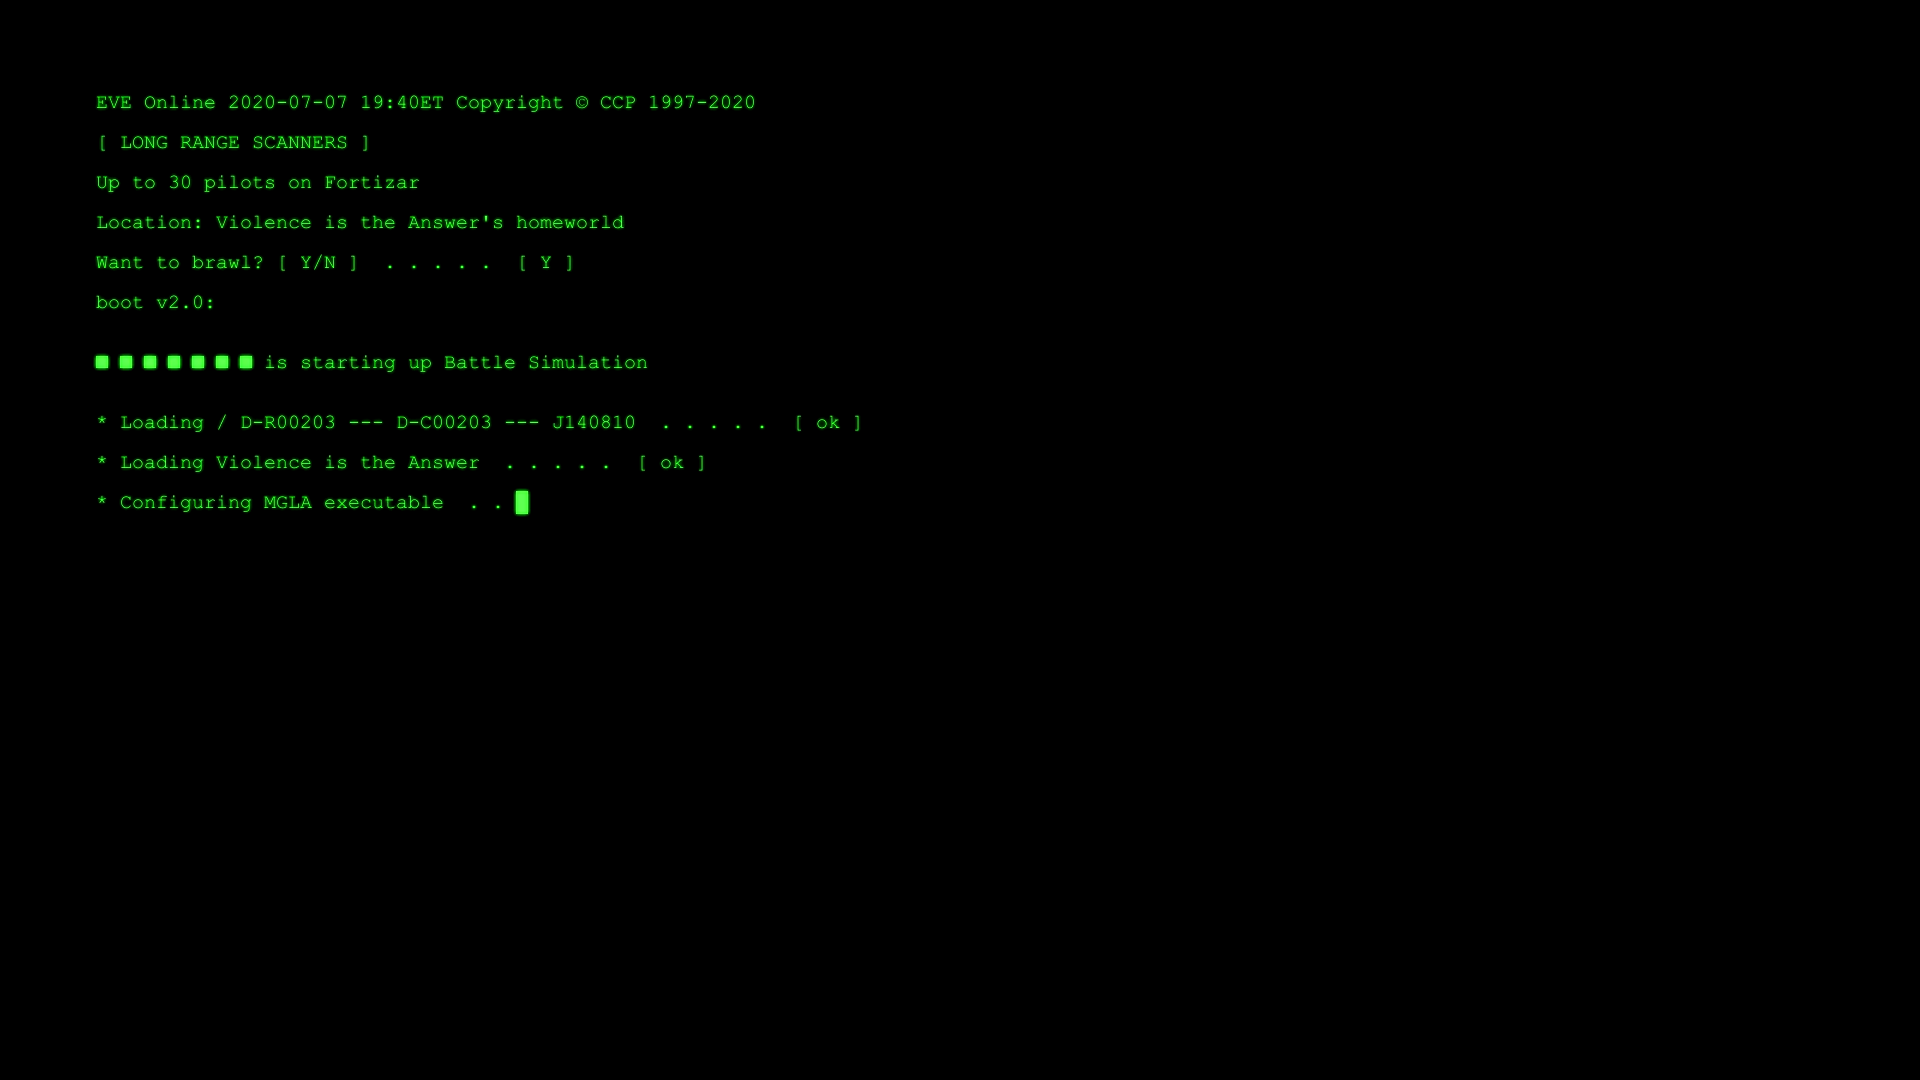 EVE Online 2020-07-07 19:40ET Copyright © CCP 1997-2020
[ LONG RANGE SCANNERS ]
Up to 30 pilots on Fortizar
Location: Violence is the Answer's homeworld
Want to brawl? [ Y/N ] . . . . . [ Y ]
boot v2.0:
■ ■ ■ ■ ■ ■ ■ is starting up Battle Simulation
* Loading / D-R00203 --- D-C00203 --- J140810 . . . . . [ ok ]
* Loading Violence is the Answer . . . . . [ ok ]
* Configuring MGLA executable . .